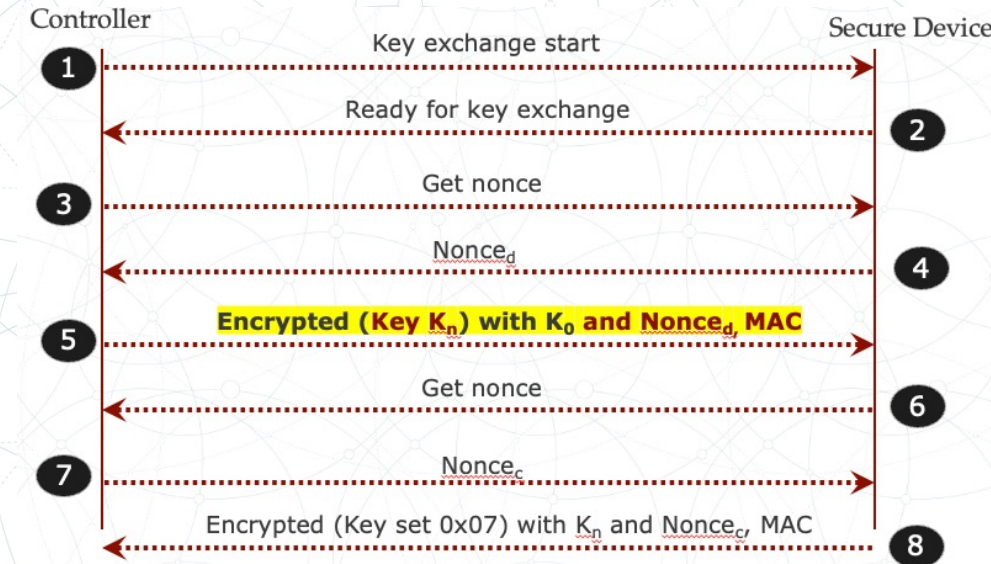 Controller
Secure Device
Key exchange start
1
Ready for key exchange
2
Get nonce
3
Nonced
4
Encrypted (Key Kn) with K0 and Nonced, MAC
5
Get nonce
6
Noncec
7
Encrypted (Key set 0x07) with Kn and Noncec, MAC
8